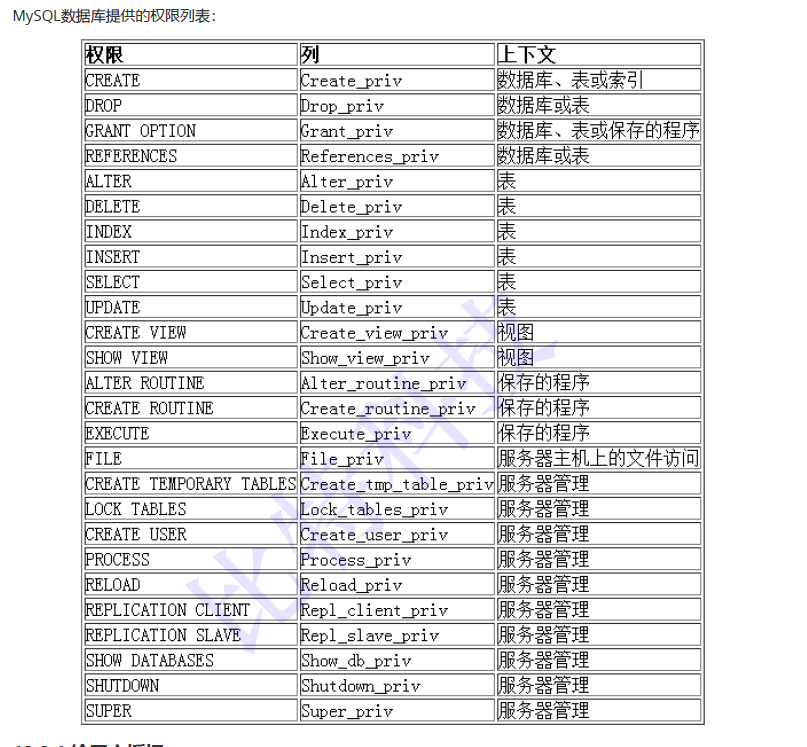 MySQL数据库提供的权限列表：
权限 列 上下文
CREATE Create_priv 数据库、表或索引
DROP Drop_priv 数据库或表
GRANT OPTION Grant_priv 数据库、表或保存的程序
REFERENCES References_priv 数据库或表
ALTER Alter_priv 表
DELETE Delete_priv 表
INDEX Index_priv 表
INSERT Insert_priv 表
SELECT Select_priv 表
UPDATE Update_priv 表
CREATE VIEW Create_view_priv 视图
SHOW VIEW Show_view_priv 视图
ALTER ROUTINE Alter_routine_priv 保存的程序
CREATE ROUTINE Create_routine_priv 保存的程序
EXECUTE Execute_priv 保存的程序
FILE File_priv 服务器主机上的文件访问
CREATE TEMPORARY TABLES Create_tmp_table_priv 服务器管理
LOCK TABLES Lock_tables_priv 服务器管理
CREATE USER Create_user_priv 服务器管理
PROCESS Process_priv 服务器管理
RELOAD Reload_priv 服务器管理
REPLICATION CLIENT Repl_client_priv 服务器管理
REPLICATION SLAVE Repl_slave_priv 服务器管理
SHOW DATABASES Show_db_priv 服务器管理
SHUTDOWN Shutdown_priv 服务器管理
SUPER Super_priv 服务器管理
比特科技